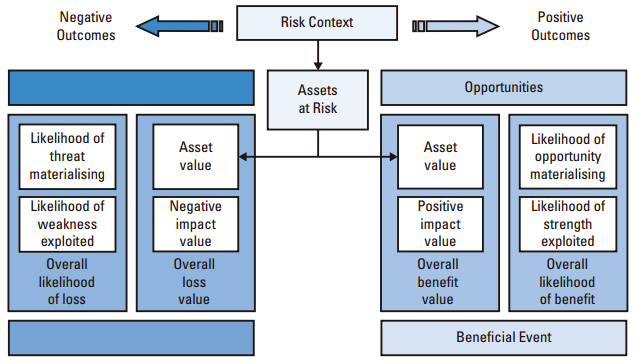 Negative
Outcomes
Risk Context
Positive
Outcomes
Assets
at Risk
Opportunities
Likelihood of
threat
materialising
Asset
value
Asset
value
Likelihood of
opportunity
materialising
Likelihood of
weakness
exploited
Negative
impact
value
Positive
impact
value
Likelihood of
strength
exploited
Overall
likelihood
of loss
Overall
loss
value
Overall
benefit
value
Overall
likelihood
of benefit
Beneficial Event